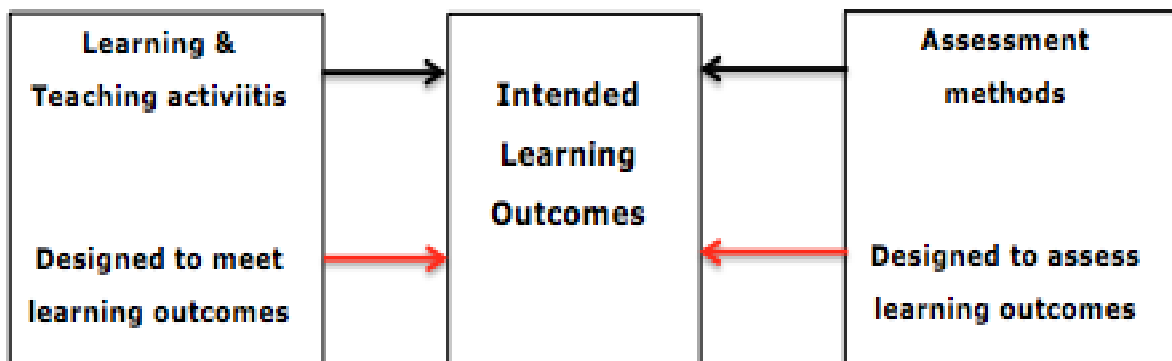 Learning &
Teaching activiitis
Designed to meet
learning outcomes
Intended
Learning
Outcomes
Assessment
methods
Designed to assess
learning outcomes